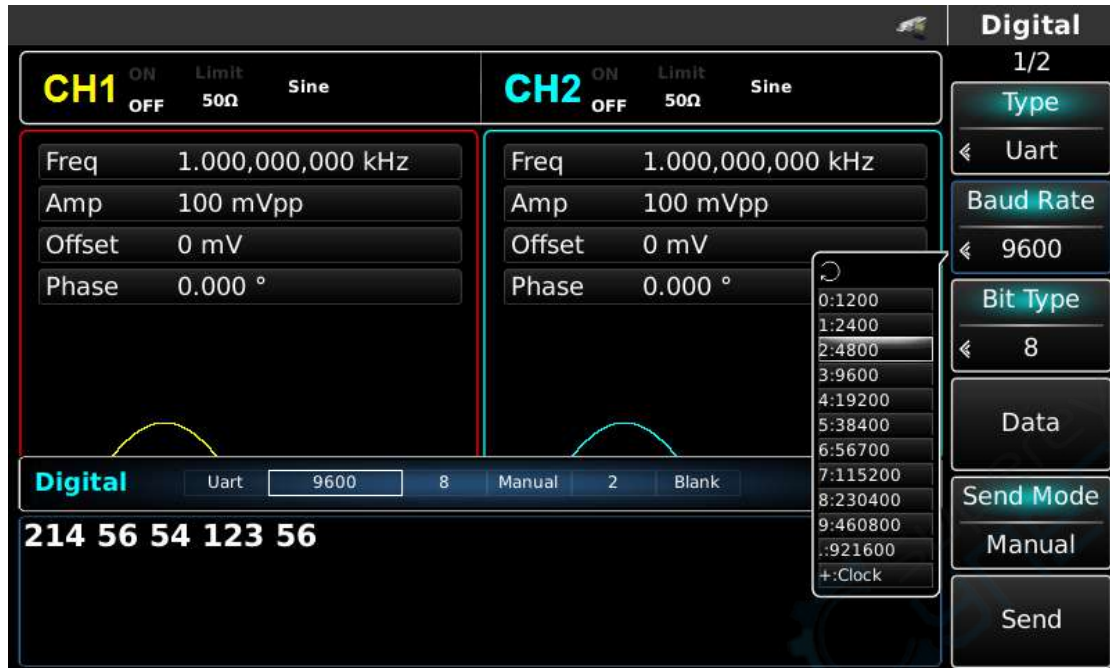 Digital
1/2
CH1 ON OFF Limit 50Ω Sine
CH2 ON OFF Limit 50Ω Sine
Freq 1.000,000,000 kHz
Amp 100 mVpp
Offset 0 mV
Phase 0.000 °
Freq 1.000,000,000 kHz
Amp 100 mVpp
Offset 0 mV
Phase 0.000 °
0:1200
1:2400
2:4800
3:9600
4:19200
5:38400
6:56700
7:115200
8:230400
9:460800
.:921600
+:Clock
Type
Uart
Baud Rate
9600
Bit Type
8
Data
Send Mode
Manual
Send
Digital Uart 9600 8 Manual 2 Blank
214 56 54 123 56